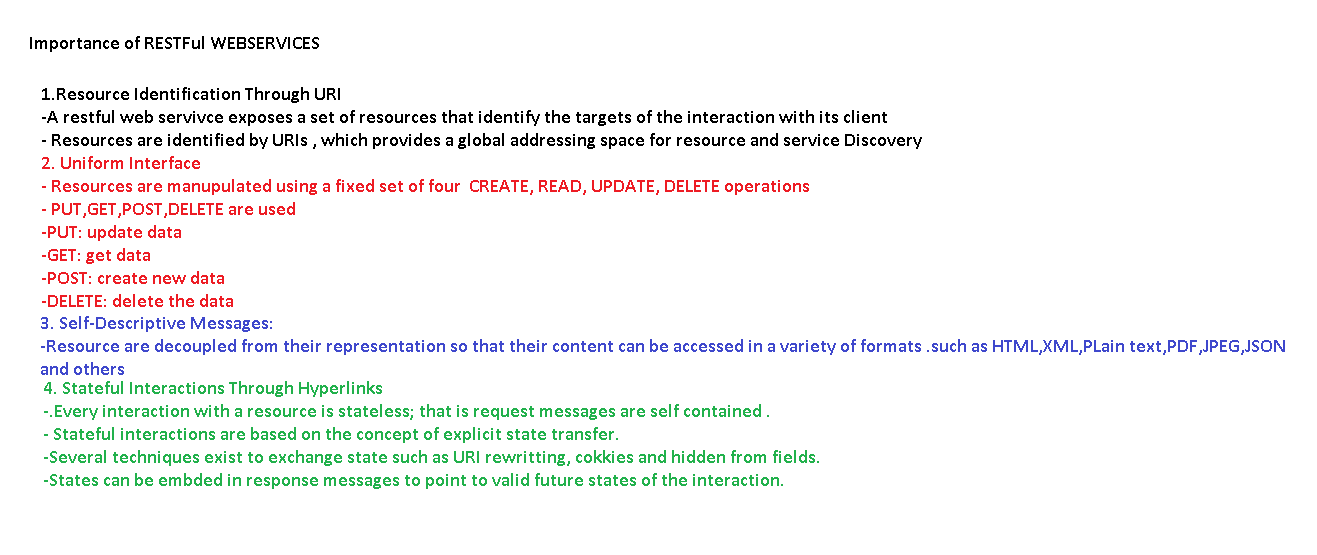 Importance of RESTFul WEBSERVICES
1.Resource Identification Through URI
-A restful web servivce exposes a set of resources that identify the targets of the interaction with its client
- Resources are identified by URIs , which provides a global addressing space for resource and service Discovery
2. Uniform Interface
- Resources are manupulated using a fixed set of four  CREATE, READ, UPDATE, DELETE operations
- PUT,GET,POST,DELETE are used
-PUT: update data
-GET: get data
-POST: create new data
-DELETE: delete the data
3. Self-Descriptive Messages:
-Resource are decoupled from their representation so that their content can be accessed in a variety of formats .such as HTML,XML,PLain text,PDF,JPEG,JSON
and others
4. Stateful Interactions Through Hyperlinks
-.Every interaction with a resource is stateless; that is request messages are self contained .
- Stateful interactions are based on the concept of explicit state transfer.
-Several techniques exist to exchange state such as URI rewritting, cokkies and hidden from fields.
-States can be embded in response messages to point to valid future states of the interaction.